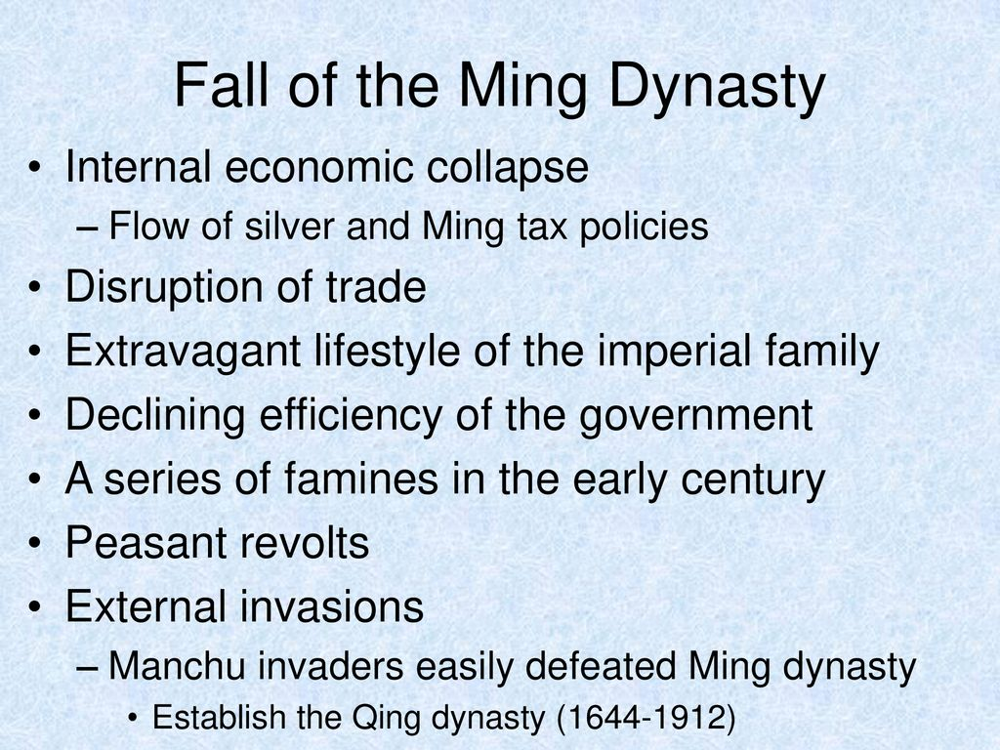 Fall of the Ming Dynasty
• Internal economic collapse
– Flow of silver and Ming tax policies
• Disruption of trade
• Extravagant lifestyle of the imperial family
• Declining efficiency of the government
• A series of famines in the early century
• Peasant revolts
• External invasions
– Manchu invaders easily defeated Ming dynasty
• Establish the Qing dynasty (1644-1912)